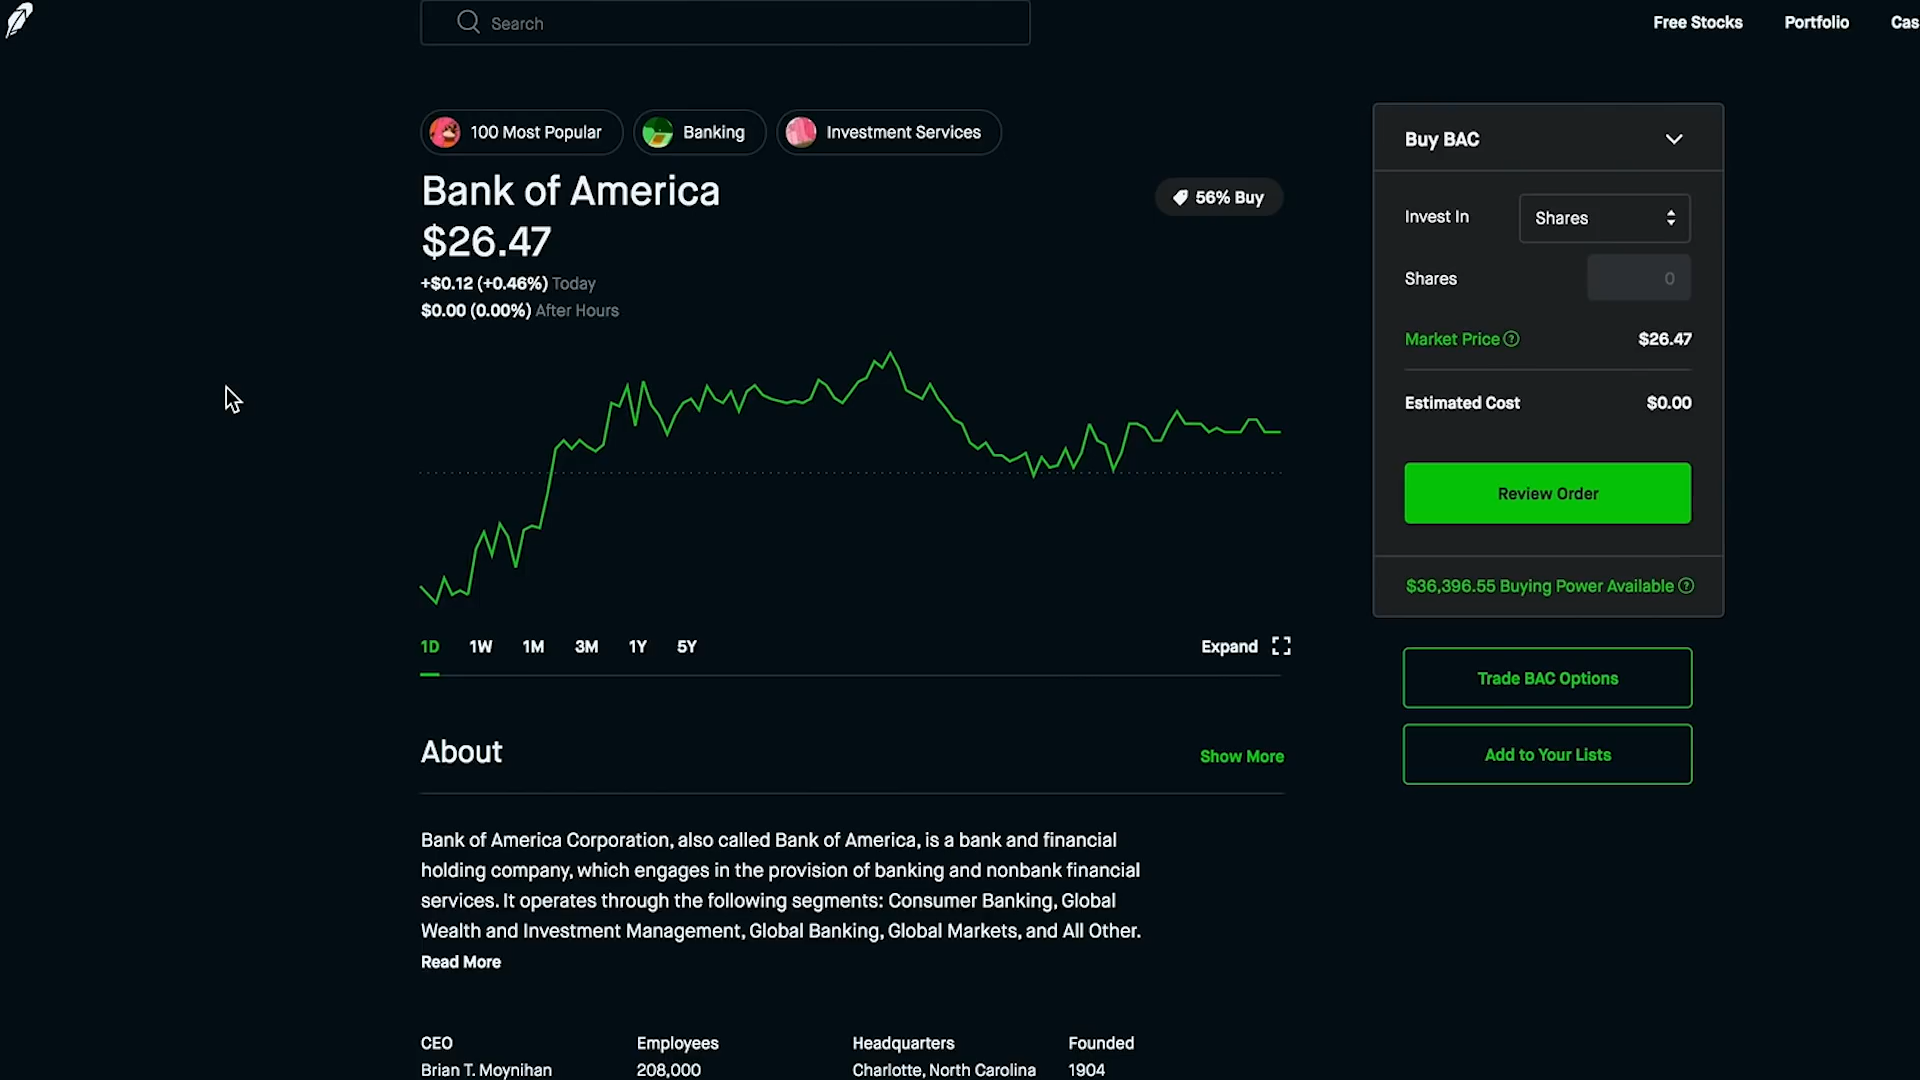 Search
Free Stocks
Portfolio
Cas
100 Most Popular
Banking
Investment Services
Bank of America
$26.47
+$0.12 (+0.46%) Today
$0.00 (0.00%) After Hours
56% Buy
Buy BAC
Invest In
Shares
Shares
0
Market Price
$26.47
Estimated Cost
$0.00
Review Order
$36,396.55 Buying Power Available
Trade BAC Options
Add to Your Lists
1D
1W
1M
3M
1Y
5Y
Expand
About
Show More
Bank of America Corporation, also called Bank of America, is a bank and financial
holding company, which engages in the provision of banking and nonbank financial
services. It operates through the following segments: Consumer Banking, Global
Wealth and Investment Management, Global Banking, Global Markets, and All Other.
Read More
CEO
Brian T. Moynihan
Employees
208,000
Headquarters
Charlotte, North Carolina
Founded
1904